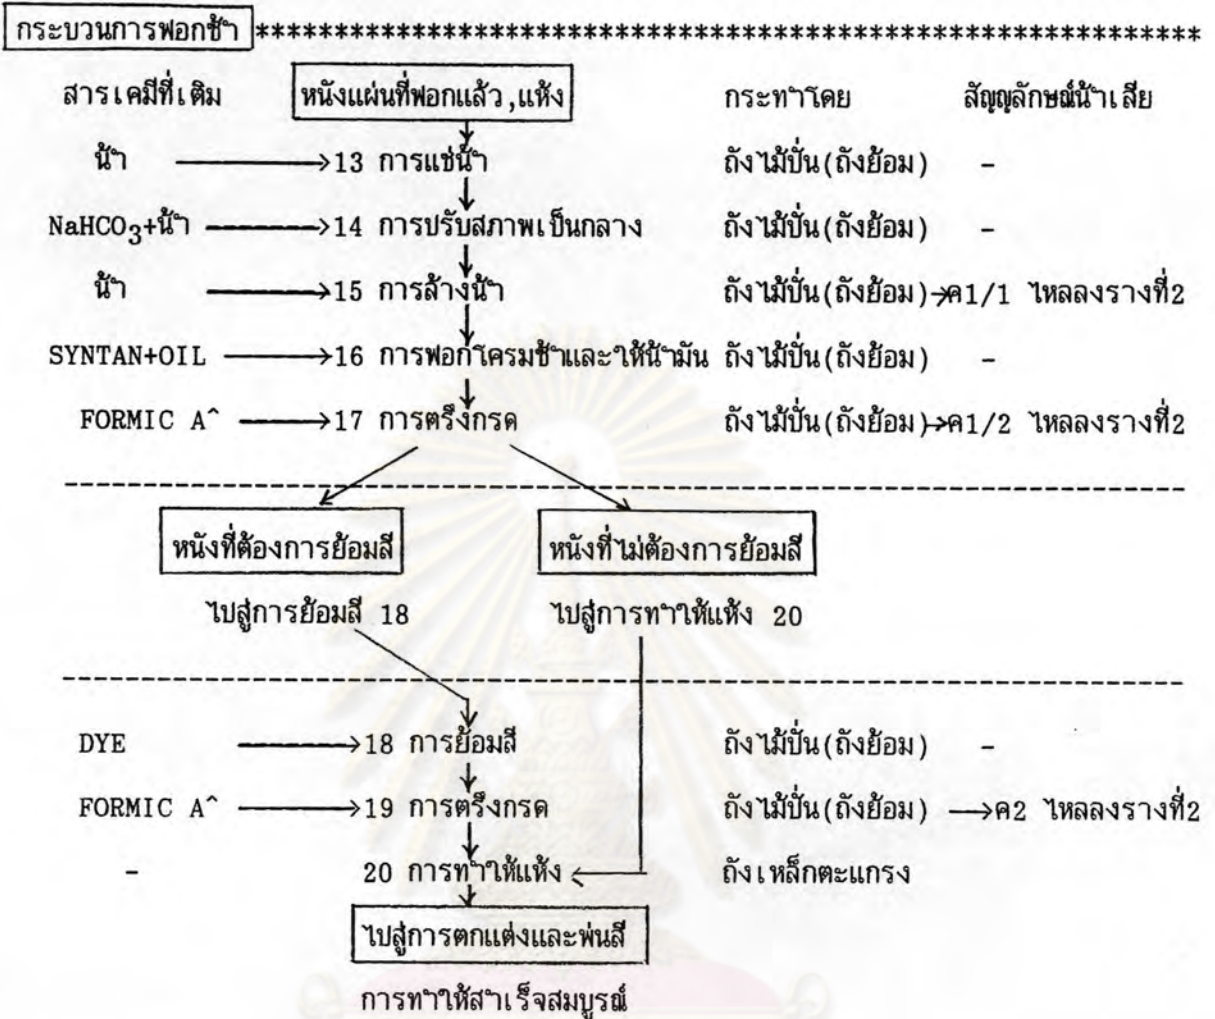 กระบวนการฟอกซ้ำ ************************************************************
สารเคมีที่เติม หนังแผ่นที่ฟอกแล้ว,แห้ง กระทำโดย สัญญลักษณ์น้ำเสีย
น้ำ ⟶13 การแช่น้ำ ถังไม้ปั่น(ถังย้อม) -
NaHCO3+น้ำ ⟶14 การปรับสภาพเป็นกลาง ถังไม้ปั่น(ถังย้อม) -
น้ำ ⟶15 การล้างน้ำ ถังไม้ปั่น(ถังย้อม)→ค1/1 ไหลลงรางที่2
SYNTAN+OIL ⟶16 การฟอกโครมซ้ำและให้น้ำมัน ถังไม้ปั่น(ถังย้อม) -
FORMIC A^ ⟶17 การตรึงกรด ถังไม้ปั่น(ถังย้อม)→ค1/2 ไหลลงรางที่2
หนังที่ต้องการย้อมสี หนังที่ไม่ต้องการย้อมสี
ไปสู่การย้อมสี 18 ไปสู่การทำให้แห้ง 20
DYE ⟶18 การย้อมสี ถังไม้ปั่น(ถังย้อม) -
FORMIC A^ ⟶19 การตรึงกรด ถังไม้ปั่น(ถังย้อม) ⟶ค2 ไหลลงรางที่2
- 20 การทำให้แห้ง ถังเหล็กตะแกรง
ไปสู่การตกแต่งและพ่นสี
การทำให้สำเร็จสมบูรณ์